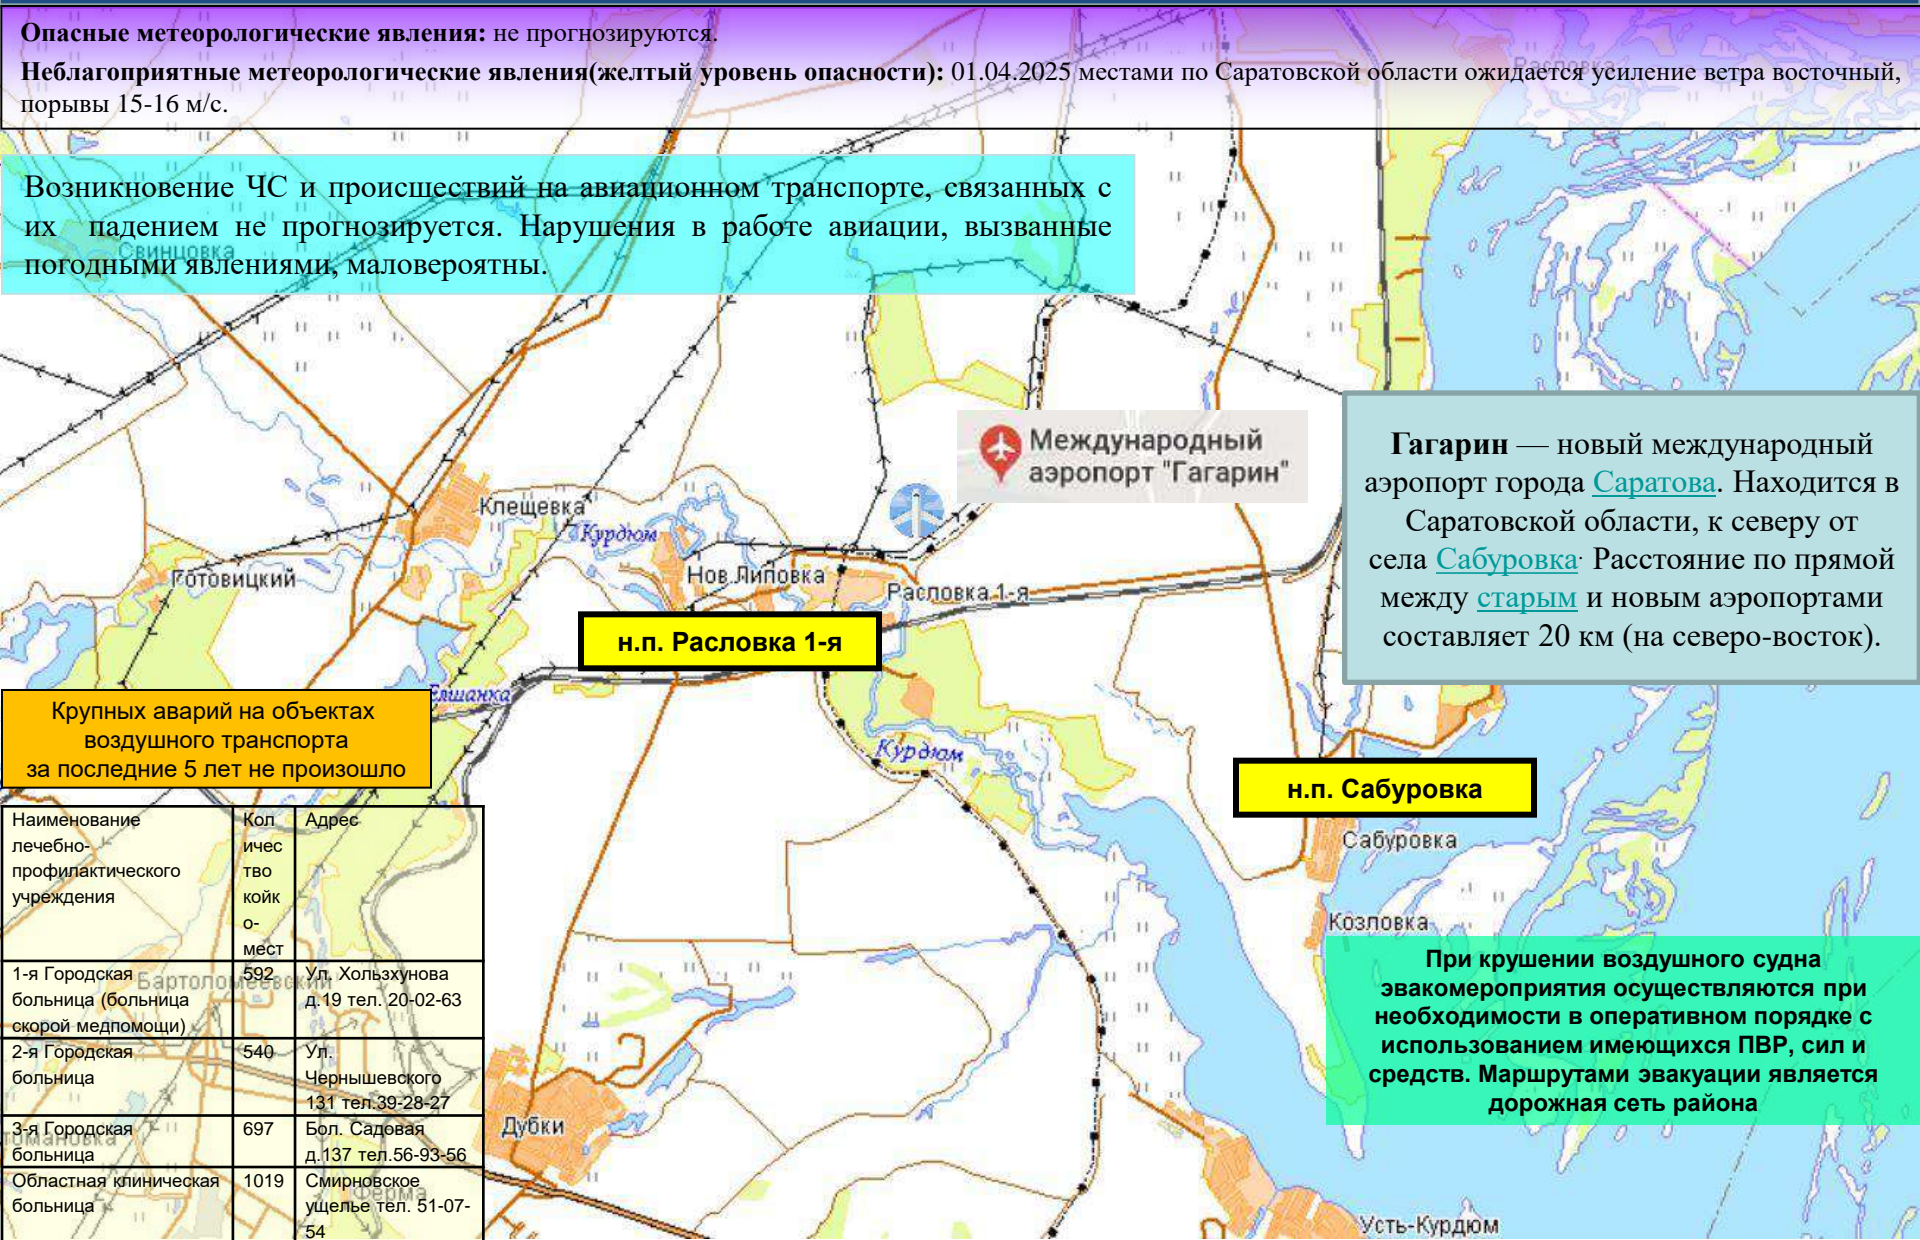 Опасные метеорологические явления: не прогнозируются.
Неблагоприятные метеорологические явления(желтый уровень опасности): 01.04.2025 местами по Саратовской области ожидается усиление ветра восточный,
порывы 15-16 м/с.
Расловка
Возникновение ЧС и происшествий на авиационном транспорте, связанных с
их падением не прогнозируется. Нарушения в работе авиации, вызванные
погодными явлениями, маловероятны.
Свинцовка
Международный
аэропорт "Гагарин"
Гагарин — новый международный
аэропорт города Саратова. Находится в
Саратовской области, к северу от
села Сабуровка. Расстояние по прямой
между старым и новым аэропортами
составляет 20 км (на северо-восток).
Клещевка
Курдюм
Готовицкий
Нов.Липовка
Расловка 1-я
н.п. Расловка 1-я
Елшанка
Крупных аварий на объектах
воздушного транспорта
за последние 5 лет не произошло
Курдюм
н.п. Сабуровка
Сабуровка
Козловка
При крушении воздушного судна
эвакомероприятия осуществляются при
необходимости в оперативном порядке с
использованием имеющихся ПВР, сил и
средств. Маршрутами эвакуации является
дорожная сеть района
Наименование
лечебно-
профилактического
учреждения
Кол
ичес
тво
койк
о-
мест
Адрес
1-я Городская
больница (больница
скорой медпомощи)
592
Ул. Хользхунова
д.19 тел. 20-02-63
Бартоломеевский
2-я Городская
больница
540
Ул.
Чернышевского
131 тел.39-28-27
3-я Городская
больница
697
Бол. Садовая
д.137 тел.56-93-56
Областная клиническая
больница
1019
Смирновское
ущелье тел. 51-07-
54
Ферма
Дубки
Усть-Курдюм